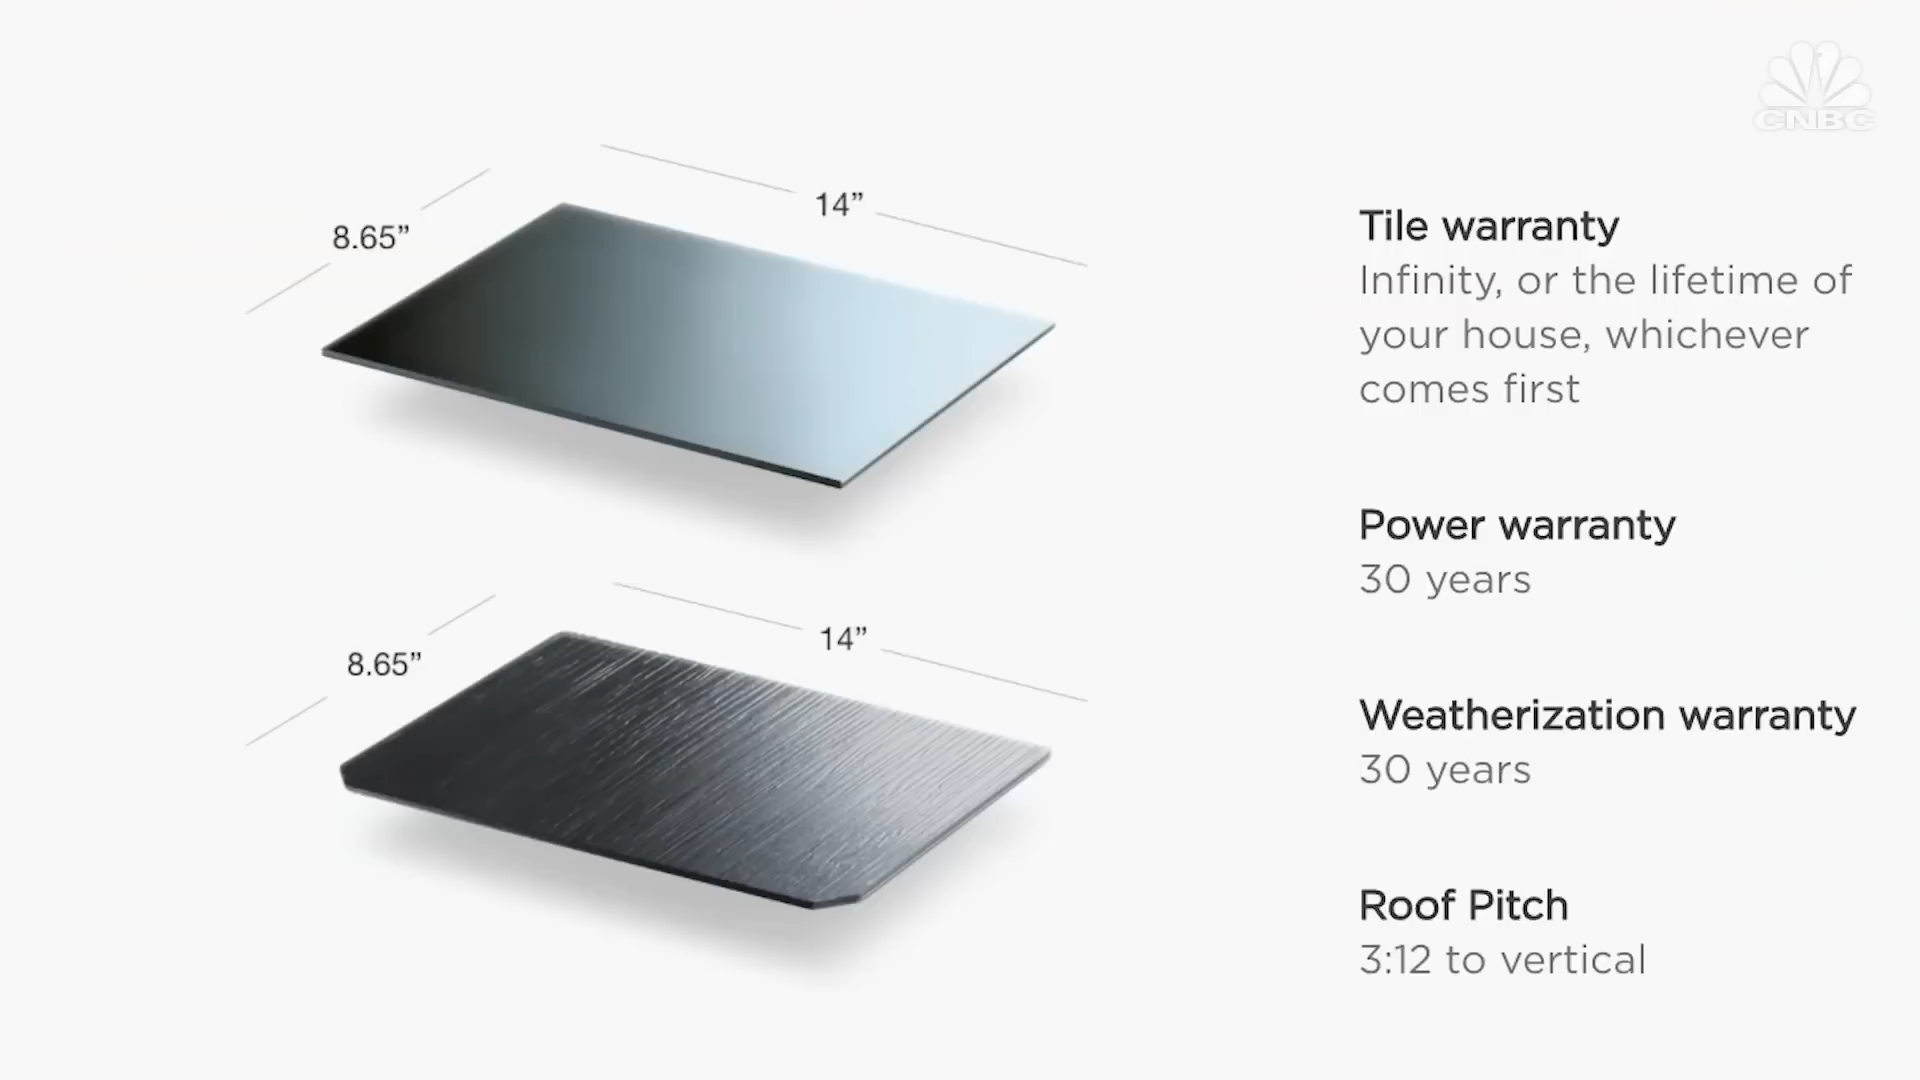 CNBC
14”
8.65”
14”
8.65”
Tile warranty
Infinity, or the lifetime of
your house, whichever
comes first
Power warranty
30 years
Weatherization warranty
30 years
Roof Pitch
3:12 to vertical